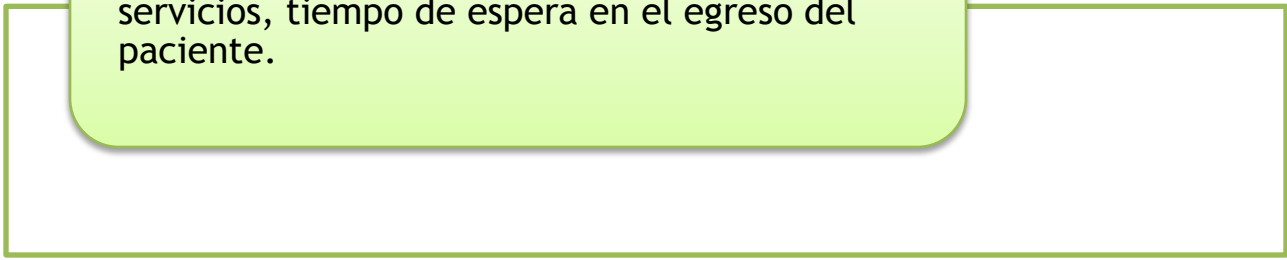 servicios, tiempo de espera en el egreso del
paciente.